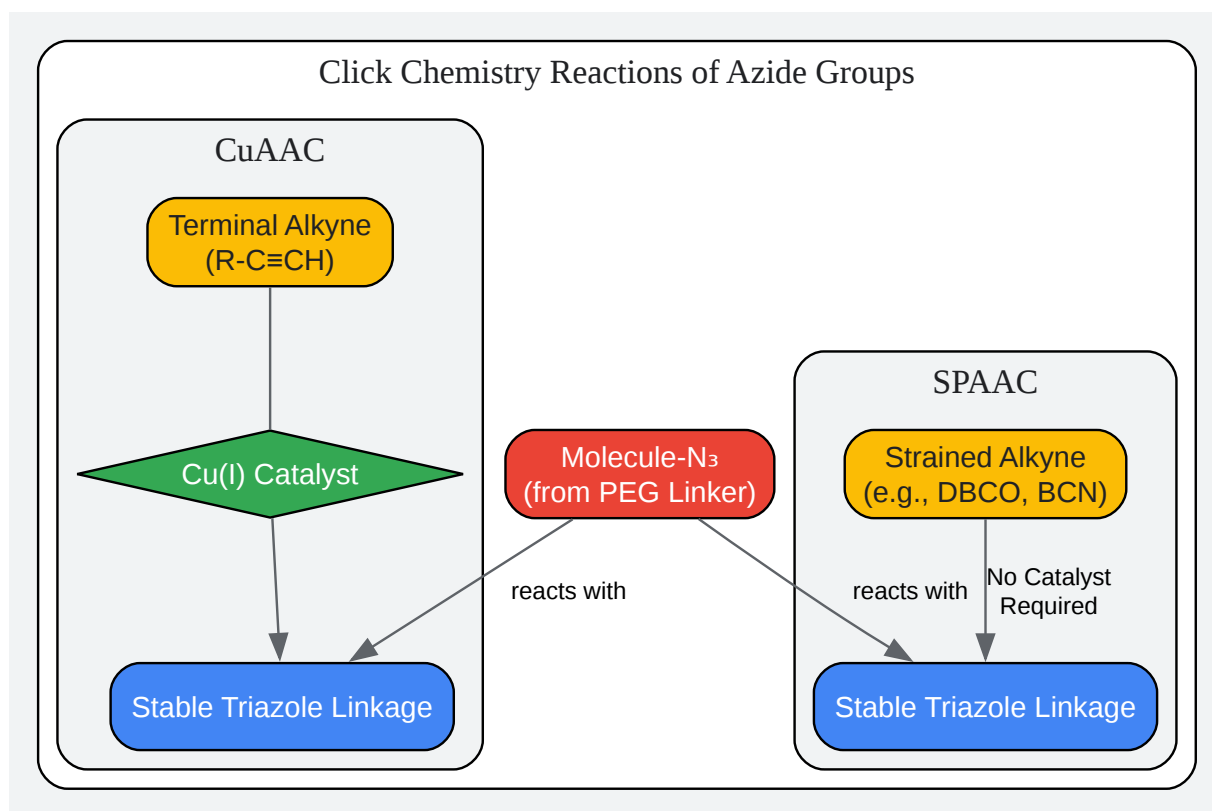 Click Chemistry Reactions of Azide Groups
CuAAC
Terminal Alkyne
(R-C≡CH)
Cu(I) Catalyst
Stable Triazole Linkage
Molecule-N₃
(from PEG Linker)
reacts with
reacts with
SPAAC
Strained Alkyne
(e.g., DBCO, BCN)
No Catalyst
Required
Stable Triazole Linkage